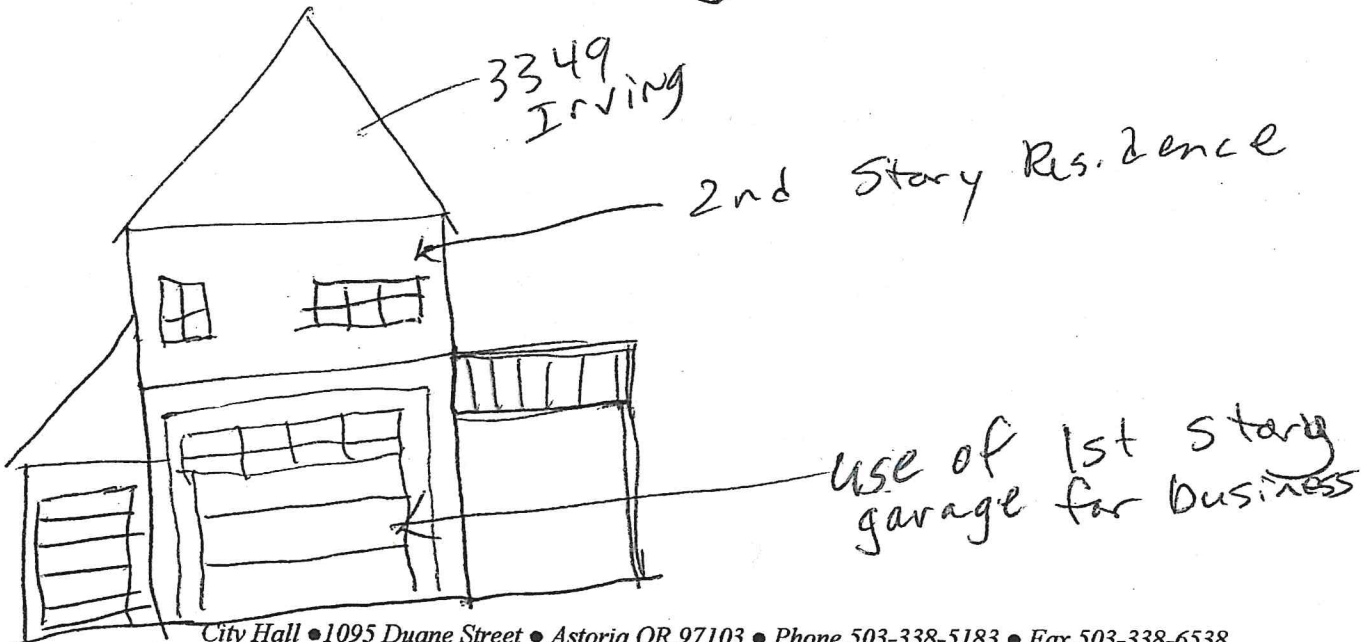 3349
Irving
2nd Story Residence
use of 1st story
garage for business
City Hall ●1095 Duane Street ● Astoria OR 97103 ● Phone 503-338-5183 ● Fax 503-338-6538